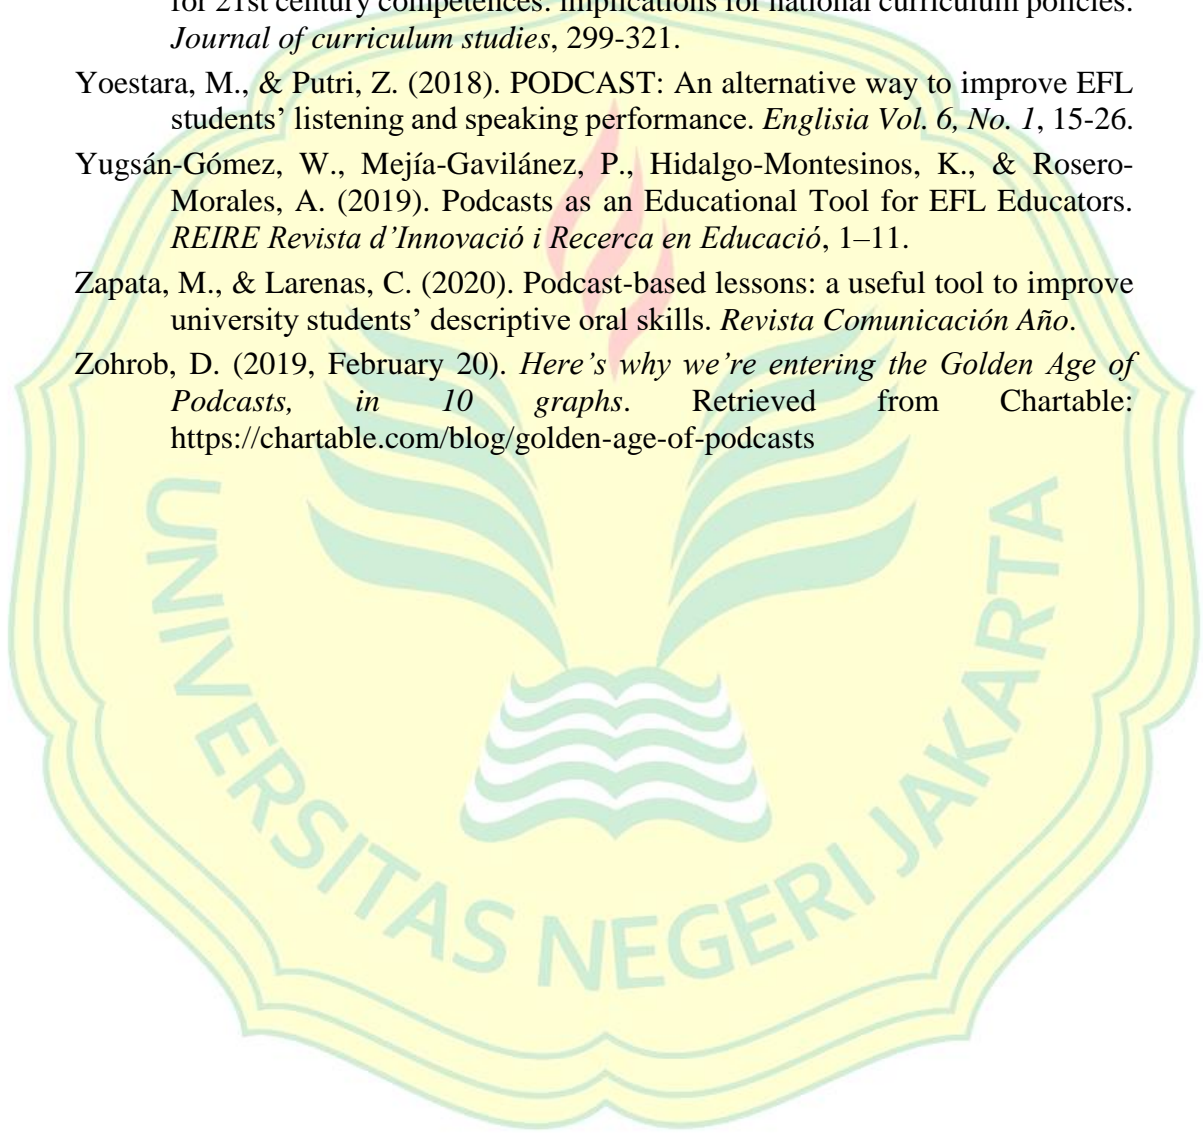 for 21st century competences: Implications for national curriculum policies.
Journal of curriculum studies, 299-321.
Yoestara, M., & Putri, Z. (2018). PODCAST: An alternative way to improve EFL
students’ listening and speaking performance. Englisia Vol. 6, No. 1, 15-26.
Yugsán-Gómez, W., Mejía-Gavilánez, P., Hidalgo-Montesinos, K., & Rosero-
Morales, A. (2019). Podcasts as an Educational Tool for EFL Educators.
REIRE Revista d’Innovació i Recerca en Educació, 1–11.
Zapata, M., & Larenas, C. (2020). Podcast-based lessons: a useful tool to improve
university students’ descriptive oral skills. Revista Comunicación Año.
Zohrob, D. (2019, February 20). Here’s why we’re entering the Golden Age of
Podcasts, in 10 graphs. Retrieved from Chartable:
https://chartable.com/blog/golden-age-of-podcasts
UNIVERSITAS NEGERI JAKARTA